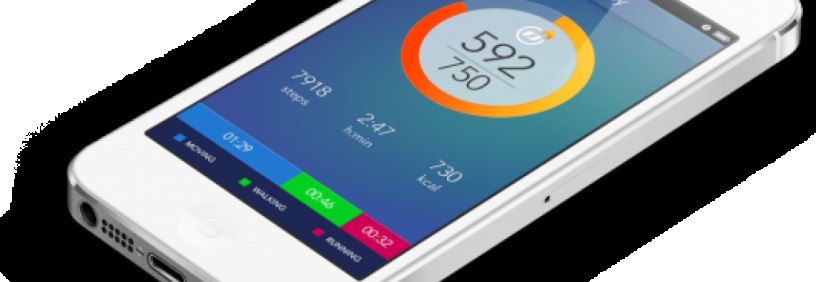 592
750
7918
steps
2:47
h:min
730
kcal
01:29
00:46
00:32
MOVING
WALKING
RUNNING